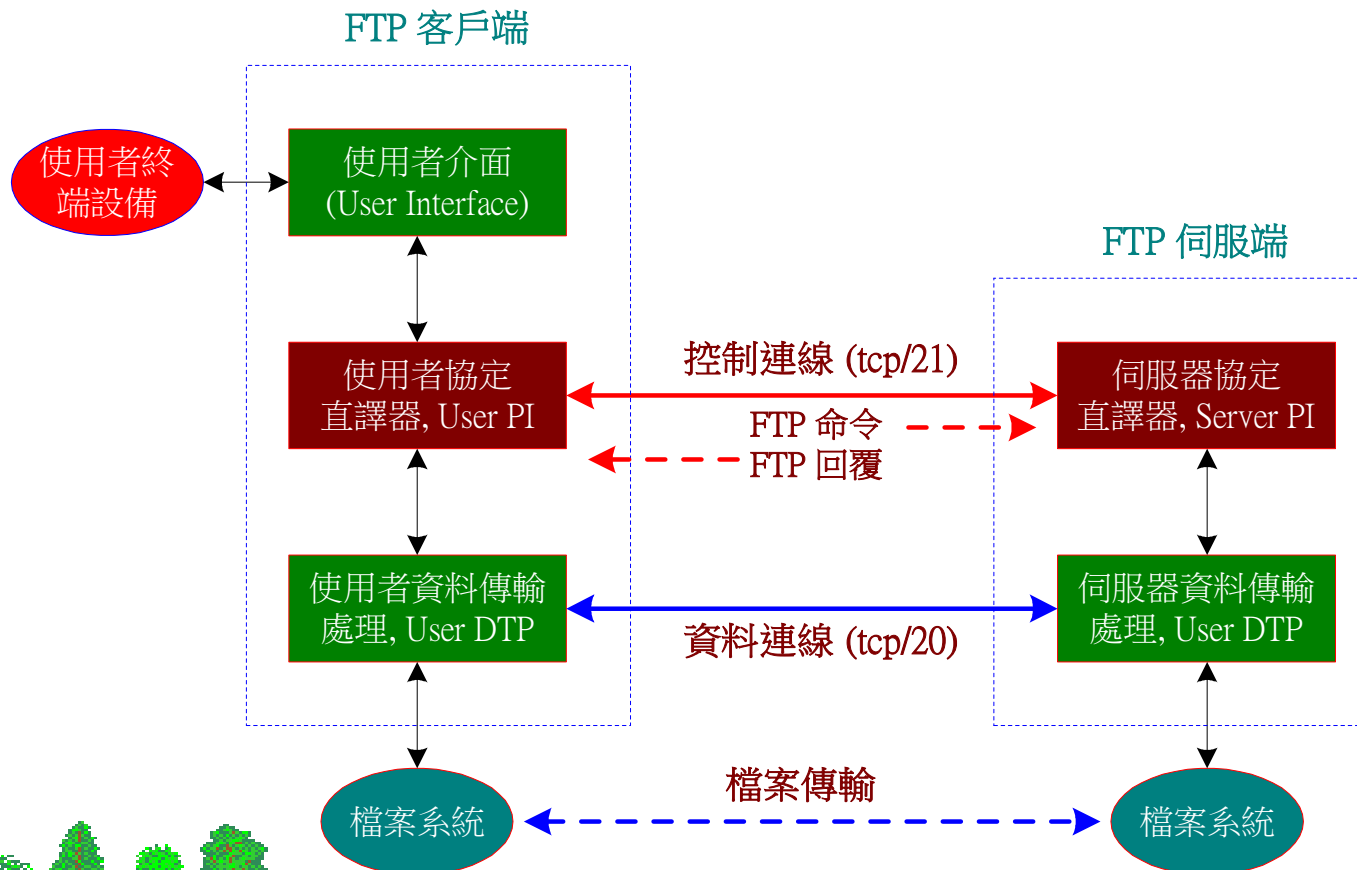 FTP 客戶端
使用者終
端設備
使用者介面
(User Interface)
FTP 伺服端
使用者協定
直譯器, User PI
控制連線 (tcp/21)
FTP 命令
FTP 回覆
伺服器協定
直譯器, Server PI
使用者資料傳輸
處理, User DTP
資料連線 (tcp/20)
伺服器資料傳輸
處理, User DTP
檔案系統
檔案傳輸
檔案系統